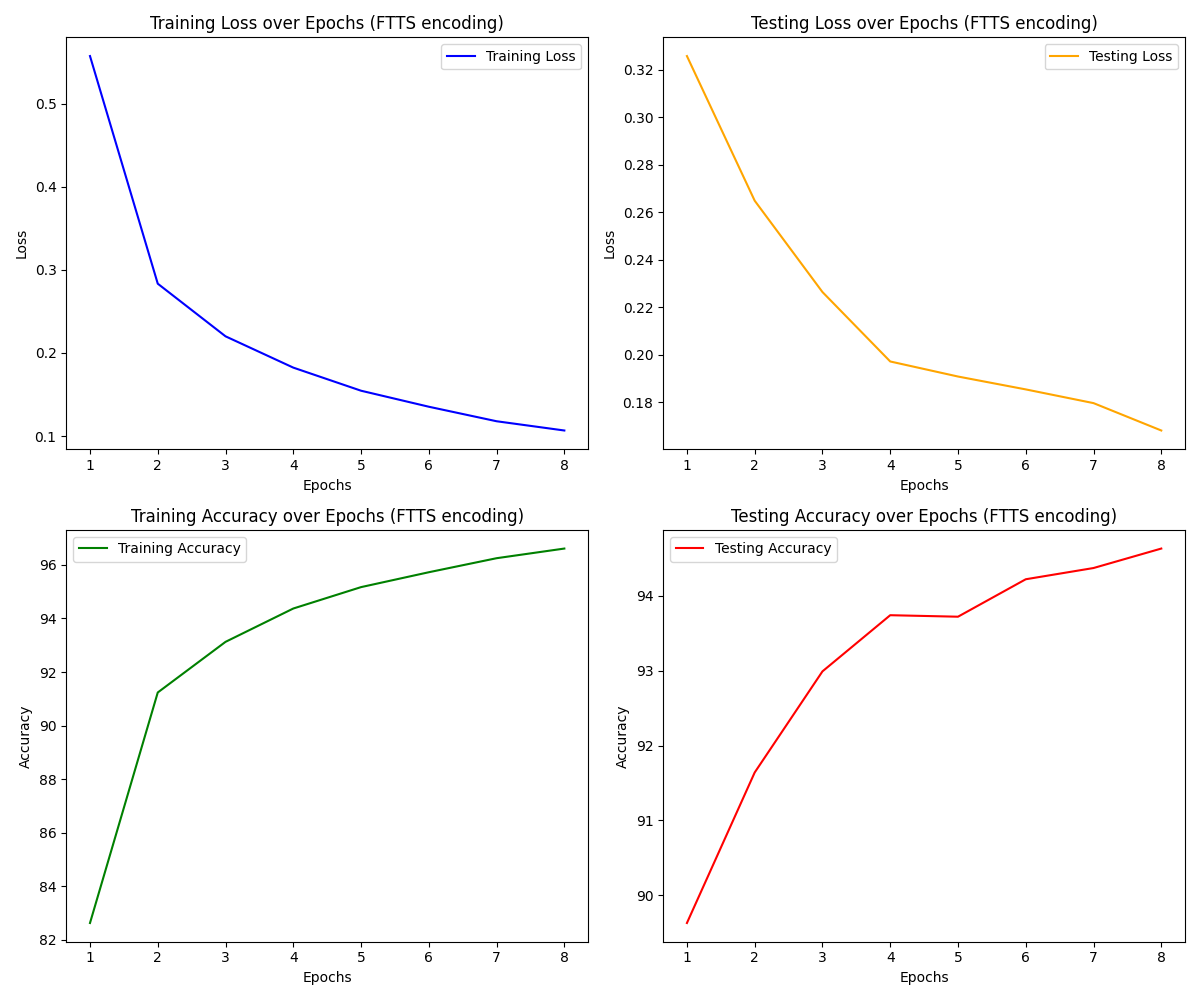 Training Loss over Epochs (FTTS encoding)
Training Loss
0.5
0.4
0.3
0.2
0.1
Loss
1 2 3 4 5 6 7 8
Epochs
Testing Loss over Epochs (FTTS encoding)
Testing Loss
0.32
0.30
0.28
0.26
0.24
0.22
0.20
0.18
Loss
1 2 3 4 5 6 7 8
Epochs
Training Accuracy over Epochs (FTTS encoding)
Training Accuracy
96
94
92
90
88
86
84
82
Accuracy
1 2 3 4 5 6 7 8
Epochs
Testing Accuracy over Epochs (FTTS encoding)
Testing Accuracy
94
93
92
91
90
Accuracy
1 2 3 4 5 6 7 8
Epochs